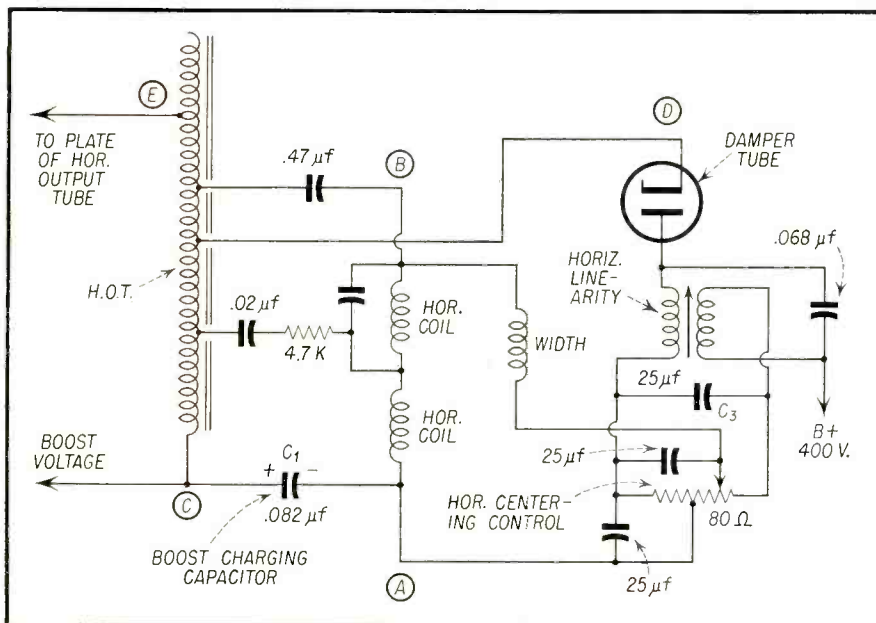 E
TO PLATE
OF HOR.
OUTPUT
TUBE
.47 µf
B
D
DAMPER
TUBE
.068 µf
H.O.T.
.02 µf
4.7 K
HOR.
COIL
WIDTH
HORIZ.
LINE-
ARITY
25 µf
C3
B+
400 V.
HOR.
COIL
BOOST
VOLTAGE
C
C1
+ -
.082 µf
BOOST CHARGING
CAPACITOR
A
25 µf
HOR. CENTER-
ING CONTROL
80 Ω
25 µf